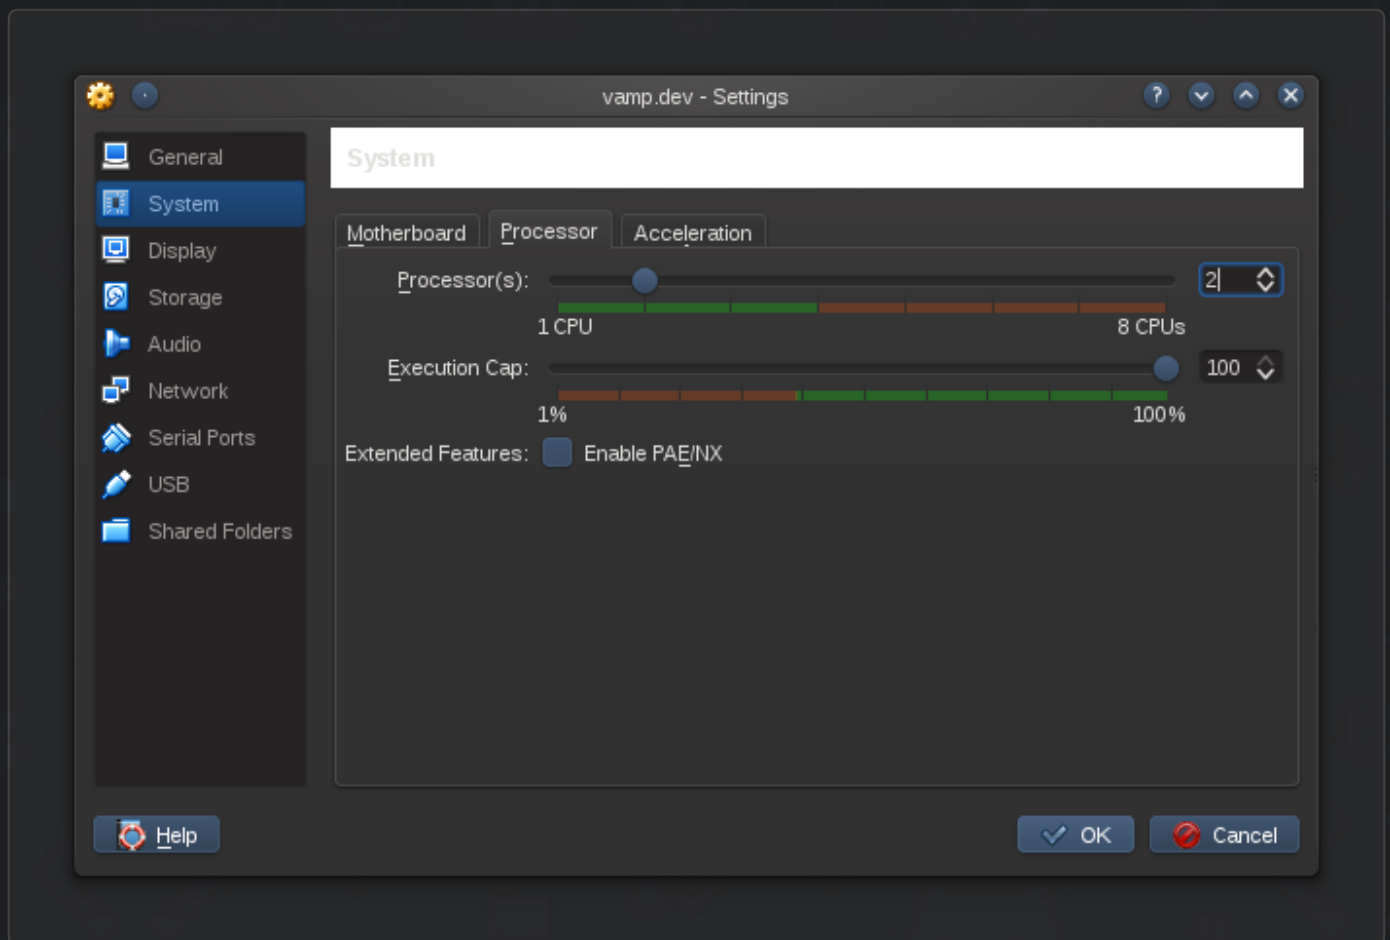 vamp.dev - Settings
?
General
System
Display
Storage
Audio
Network
Serial Ports
USB
Shared Folders
System
Motherboard Processor Acceleration
Processor(s): 2
1 CPU 8 CPUs
Execution Cap: 100
1% 100%
Extended Features: Enable PAE/NX
Help OK Cancel